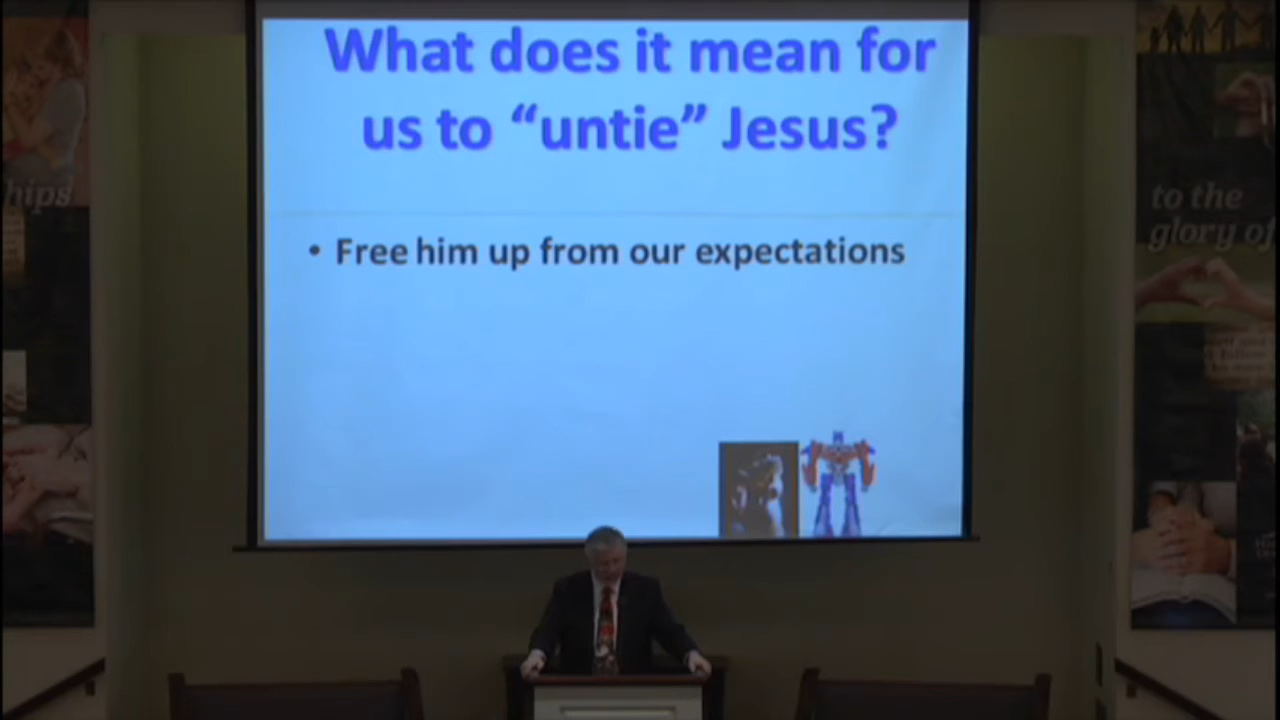 What does it mean for
us to “untie” Jesus?
• Free him up from our expectations
hips
to the
glory of